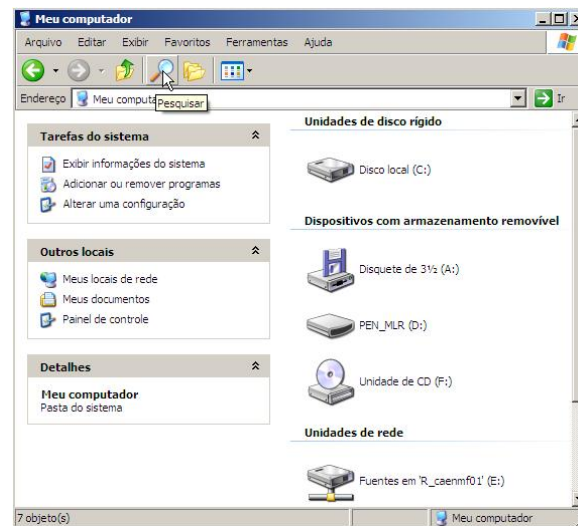 Meu computador
Arquivo Editar Exibir Favoritos Ferramentas Ajuda
Endereço Meu computa Ir
Pesquisar
Tarefas do sistema
Exibir informações do sistema
Adicionar ou remover programas
Alterar uma configuração
Outros locais
Meus locais de rede
Meus documentos
Painel de controle
Detalhes
Meu computador
Pasta do sistema
Unidades de disco rígido
Disco local (C:)
Dispositivos com armazenamento removível
Disquete de 3½ (A:)
PEN_MLR (D:)
Unidade de CD (F:)
Unidades de rede
Fuentes em 'R_caenmf01' (E:)
7 objeto(s) Meu computador